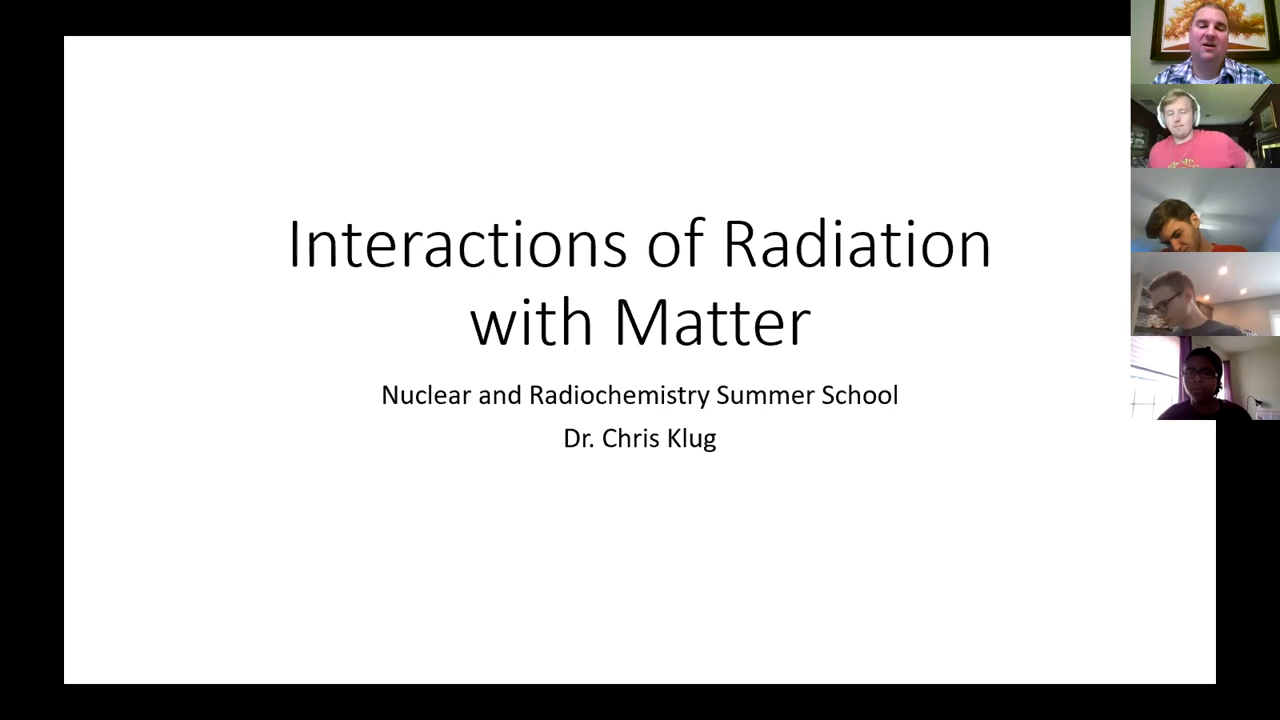 Interactions of Radiation
with Matter
Nuclear and Radiochemistry Summer School
Dr. Chris Klug